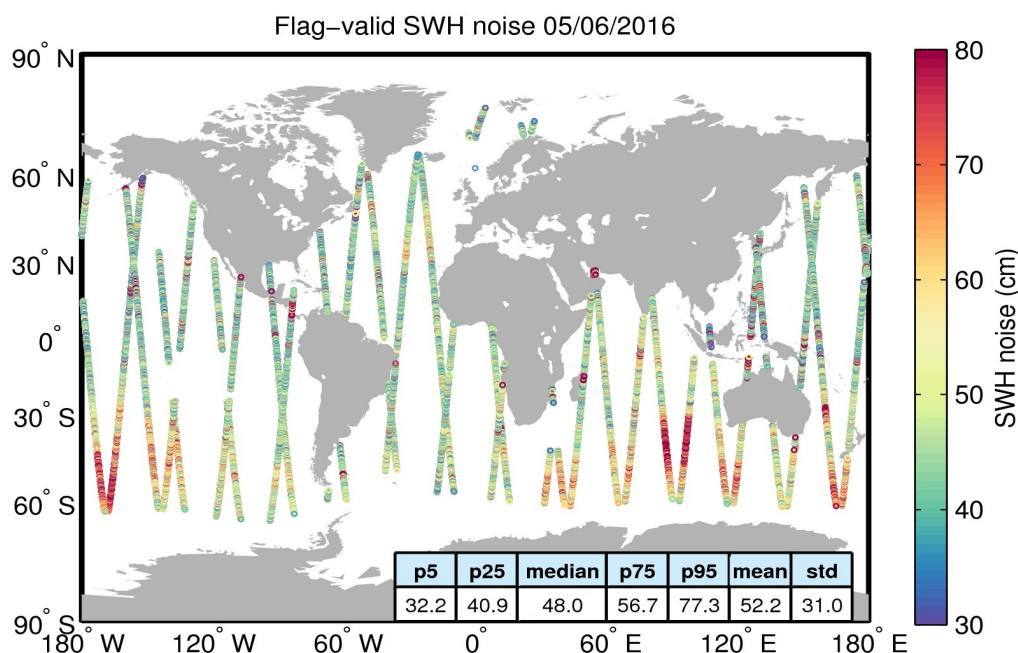 Flag−valid SWH noise 05/06/2016
90° N
60° N
30° N
0°
30° S
60° S
90° S
180° W
120° W
60° W
0°
60° E
120° E
180° E
80
70
60
50
40
30
SWH noise (cm)
p5 p25 median p75 p95 mean std
32.2 40.9 48.0 56.7 77.3 52.2 31.0